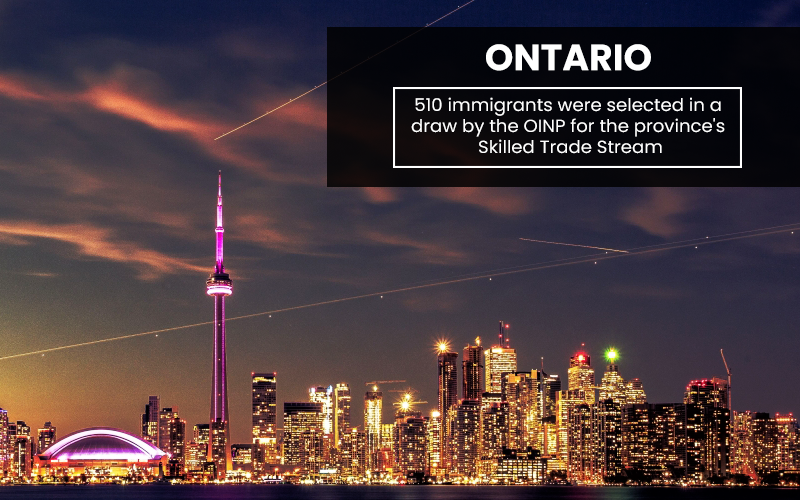 ONTARIO
510 immigrants were selected in a
draw by the OINP for the province's
Skilled Trade Stream